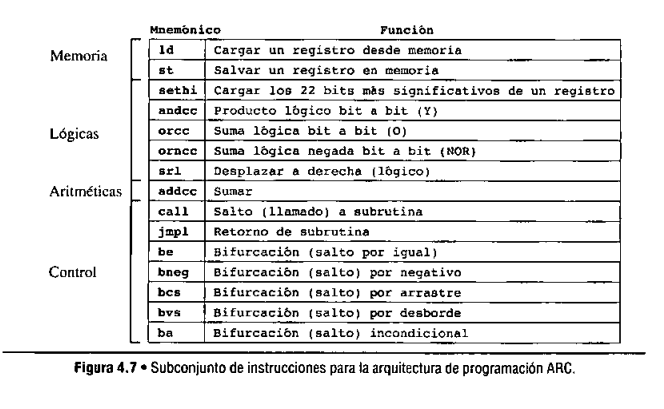 Mnemónico Función
Memoria
ld Cargar un registro desde memoria
st Salvar un registro en memoria
Lógicas
sethi Cargar los 22 bits más significativos de un registro
andcc Producto lógico bit a bit (Y)
orcc Suma lógica bit a bit (O)
orncc Suma lógica negada bit a bit (NOR)
srl Desplazar a derecha (lógico)
Aritméticas
addcc Sumar
Control
call Salto (llamado) a subrutina
jmpl Retorno de subrutina
be Bifurcación (salto por igual)
bneg Bifurcación (salto) por negativo
bcs Bifurcación (salto) por arrastre
bvs Bifurcación (salto) por desborde
ba Bifurcación (salto) incondicional
Figura 4.7 • Subconjunto de instrucciones para la arquitectura de programación ARC.